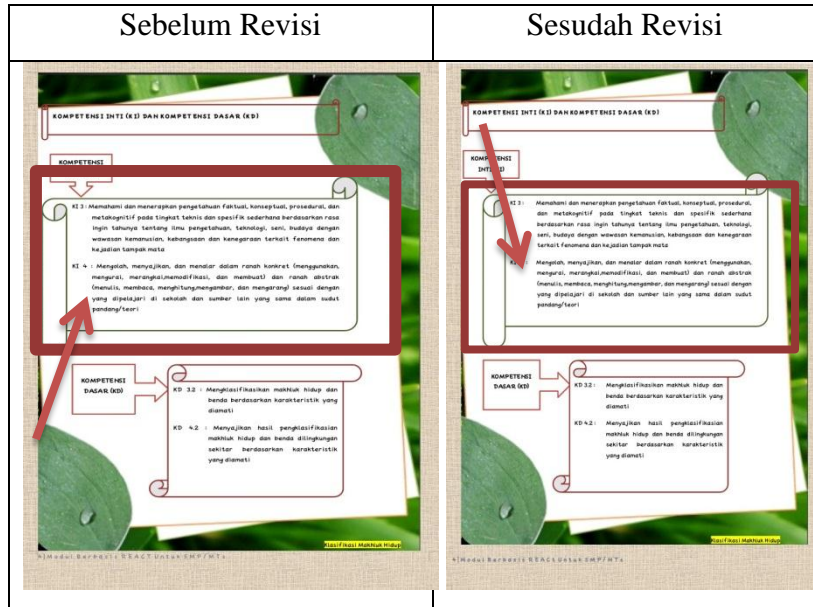 Sebelum Revisi
Sesudah Revisi
KOMPETENSI INTI (KI) DAN KOMPETENSI DASAR (KD)
KOMPETENSI
KI 3 : Memahami dan menerapkan pengetahuan faktual, konseptual, prosedural, dan
metakognitif pada tingkat teknis dan spesifik sederhana berdasarkan rasa
ingin tahunya tentang ilmu pengetahuan, teknologi, seni, budaya dengan
wawasan kemanusian, kebangsaan dan kenegaraan terkait fenomena dan
kejadian tampak mata
KI 4 : Mengolah, menyajikan, dan menalar dalam ranah konkret (menggunakan,
mengurai, merangkai,memodifikasi, dan membuat) dan ranah abstrak
(menulis, membaca, menghitung,mengambar, dan mengarang) sesuai dengan
yang dipelajari di sekolah dan sumber lain yang sama dalam sudut
pandang/teori
KOMPETENSI
DASAR (KD)
KD 3.2 : Mengklasifikasikan makhluk hidup dan
benda berdasarkan karakteristik yang
diamati
KD 4.2 : Menyajikan hasil pengklasifikasian
makhluk hidup dan benda dilingkungan
sekitar berdasarkan karakteristik
yang diamati
Klasifikasi Makhluk Hidup
|Modul Berbasis REACT Untuk SMP/MTs
KOMPETENSI INTI (KI) DAN KOMPETENSI DASAR (KD)
KOMPETENSI
INTI (KI)
KI 3 : Memahami dan menerapkan pengetahuan faktual, konseptual, prosedural,
dan metakognitif pada tingkat teknis dan spesifik sederhana
berdasarkan rasa ingin tahunya tentang ilmu pengetahuan, teknologi,
seni, budaya dengan wawasan kemanusian, kebangsaan dan kenegaraan
terkait fenomena dan kejadian tampak mata
Mengolah, menyajikan, dan menalar dalam ranah konkret (menggunakan,
mengurai, merangkai,memodifikasi, dan membuat) dan ranah abstrak
(menulis, membaca, menghitung,mengambar, dan mengarang) sesuai dengan
yang dipelajari di sekolah dan sumber lain yang sama dalam sudut
pandang/teori
KOMPETENSI
DASAR (KD)
KD 3.2 : Mengklasifikasikan makhluk hidup dan
benda berdasarkan karakteristik yang
diamati
KD 4.2 : Menyajikan hasil pengklasifikasian
makhluk hidup dan benda dilingkungan
sekitar berdasarkan karakteristik
yang diamati
Klasifikasi Makhluk Hidup
|Modul Berbasis REACT Untuk SMP/MTs